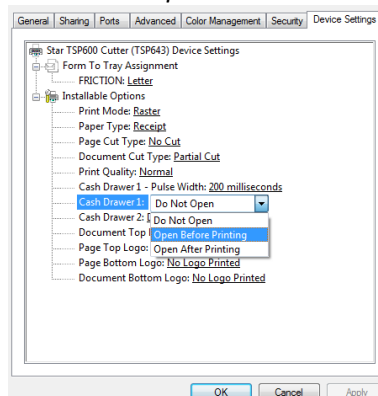 General Sharing Ports Advanced Color Management Security Device Settings
Star TSP600 Cutter (TSP643) Device Settings
Form To Tray Assignment
FRICTION: Letter
Installable Options
Print Mode: Raster
Paper Type: Receipt
Page Cut Type: No Cut
Document Cut Type: Partial Cut
Print Quality: Normal
Cash Drawer 1 - Pulse Width: 200 milliseconds
Cash Drawer 1: Do Not Open
Cash Drawer 2: Do Not Open
Document Top Open Before Printing
Page Top Logo: Open After Printing
Page Bottom Logo: No Logo Printed
Document Bottom Logo: No Logo Printed
OK Cancel Apply